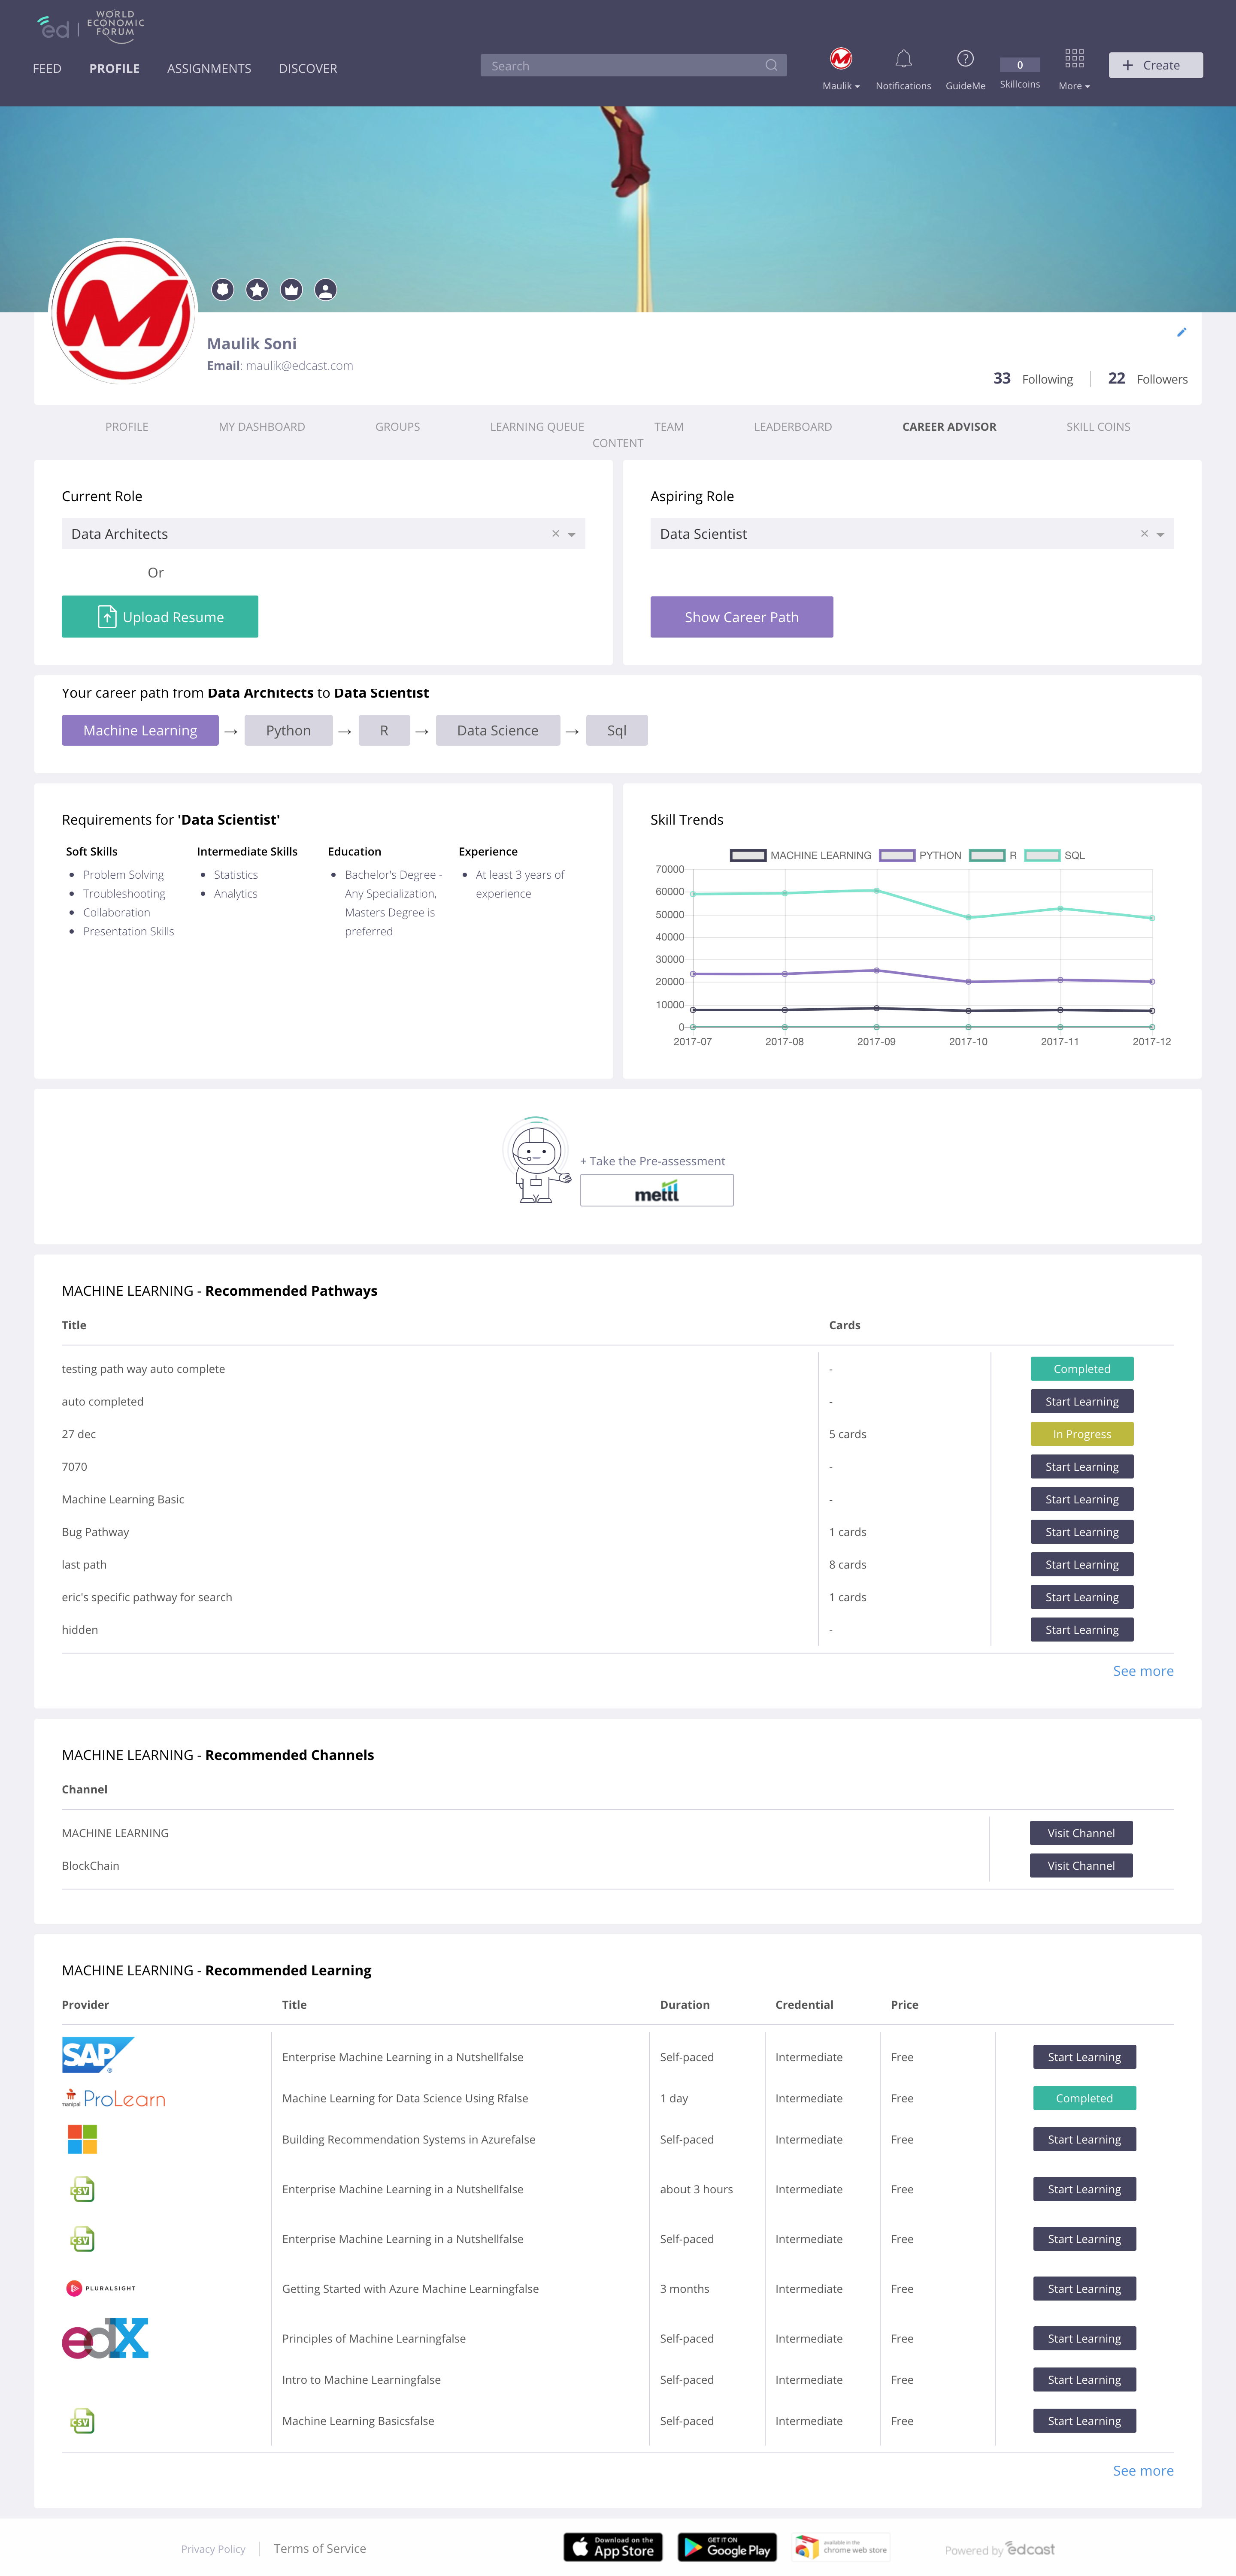 ed | WORLD ECONOMIC FORUM
FEED PROFILE ASSIGNMENTS DISCOVER
Search
Maulik Notifications GuideMe 0 Skillcoins More + Create
Maulik Soni
Email: maulik@edcast.com
33 Following 22 Followers
PROFILE MY DASHBOARD GROUPS LEARNING QUEUE TEAM LEADERBOARD CAREER ADVISOR SKILL COINS
CONTENT
Current Role
Data Architects
Or
Upload Resume
Aspiring Role
Data Scientist
Show Career Path
Your career path from Data Architects to Data Scientist
Machine Learning → Python → R → Data Science → Sql
Requirements for 'Data Scientist'
Soft Skills
Problem Solving
Troubleshooting
Collaboration
Presentation Skills
Intermediate Skills
Statistics
Analytics
Education
Bachelor's Degree -
Any Specialization,
Masters Degree is
preferred
Experience
At least 3 years of
experience
Skill Trends
MACHINE LEARNING PYTHON R SQL
70000
60000
50000
40000
30000
20000
10000
0
2017-07 2017-08 2017-09 2017-10 2017-11 2017-12
+ Take the Pre-assessment
mettl
MACHINE LEARNING - Recommended Pathways
Title Cards
testing path way auto complete - Completed
auto completed - Start Learning
27 dec 5 cards In Progress
7070 - Start Learning
Machine Learning Basic - Start Learning
Bug Pathway 1 cards Start Learning
last path 8 cards Start Learning
eric's specific pathway for search 1 cards Start Learning
hidden - Start Learning
See more
MACHINE LEARNING - Recommended Channels
Channel
MACHINE LEARNING Visit Channel
BlockChain Visit Channel
MACHINE LEARNING - Recommended Learning
Provider Title Duration Credential Price
SAP Enterprise Machine Learning in a Nutshellfalse Self-paced Intermediate Free Start Learning
manipal ProLearn Machine Learning for Data Science Using Rfalse 1 day Intermediate Free Completed
Building Recommendation Systems in Azurefalse Self-paced Intermediate Free Start Learning
CSV Enterprise Machine Learning in a Nutshellfalse about 3 hours Intermediate Free Start Learning
CSV Enterprise Machine Learning in a Nutshellfalse Self-paced Intermediate Free Start Learning
PLURALSIGHT Getting Started with Azure Machine Learningfalse 3 months Intermediate Free Start Learning
edX Principles of Machine Learningfalse Self-paced Intermediate Free Start Learning
Intro to Machine Learningfalse Self-paced Intermediate Free Start Learning
CSV Machine Learning Basicsfalse Self-paced Intermediate Free Start Learning
See more
Privacy Policy | Terms of Service
Download on the App Store
GET IT ON Google Play
available in the chrome web store
Powered by edcast